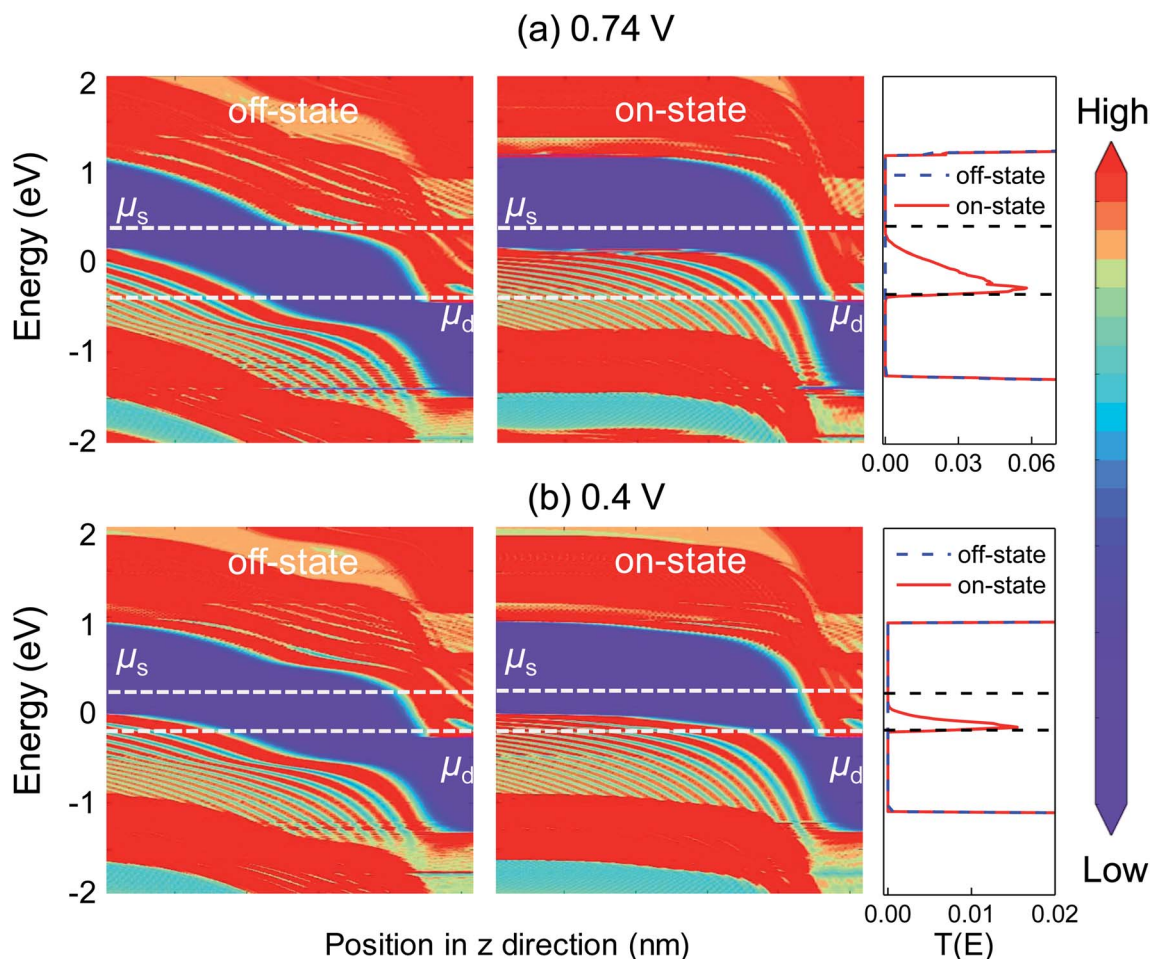 (a) 0.74 V
off-state
on-state
High
Energy (eV)
2
1
0
-1
-2
μs
μd
μs
μd
off-state
on-state
0.00 0.03 0.06
(b) 0.4 V
off-state
on-state
Energy (eV)
2
1
0
-1
-2
μs
μd
μs
μd
off-state
on-state
0.00 0.01 0.02
Low
Position in z direction (nm)
T(E)